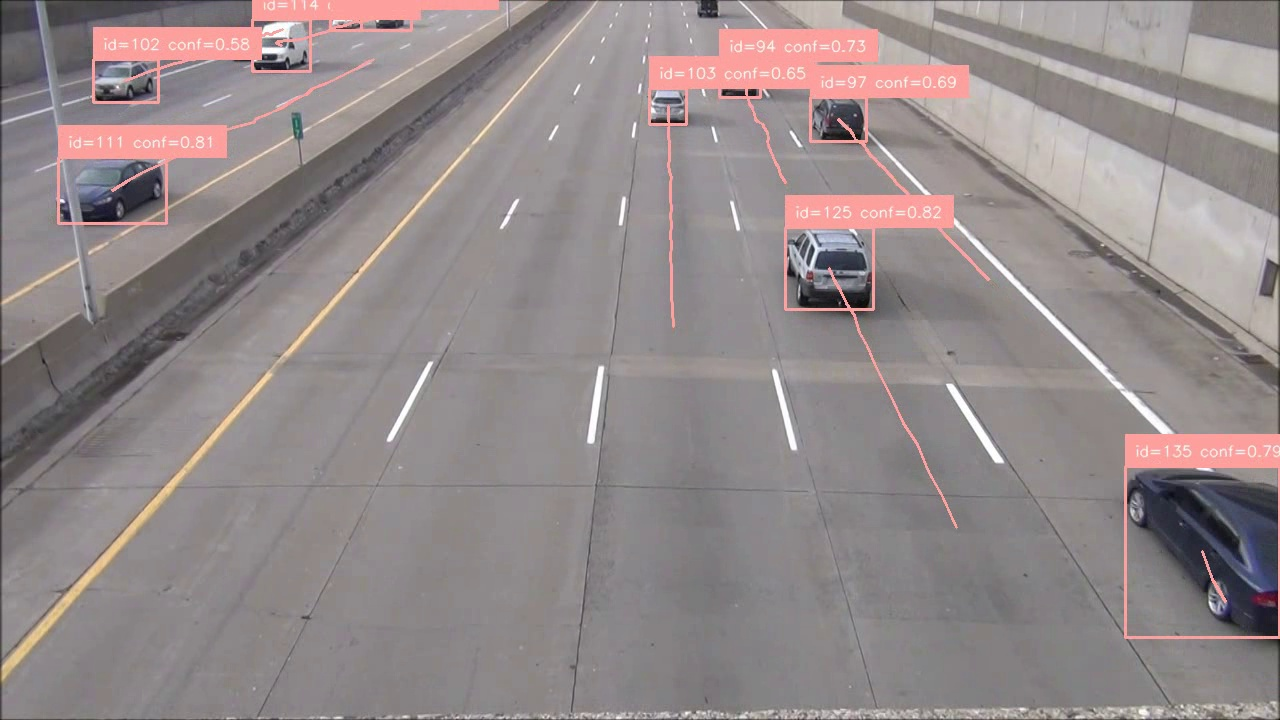 id=114
id=102 conf=0.58
id=94 conf=0.73
id=103 conf=0.65
id=97 conf=0.69
id=111 conf=0.81
id=125 conf=0.82
id=135 conf=0.79